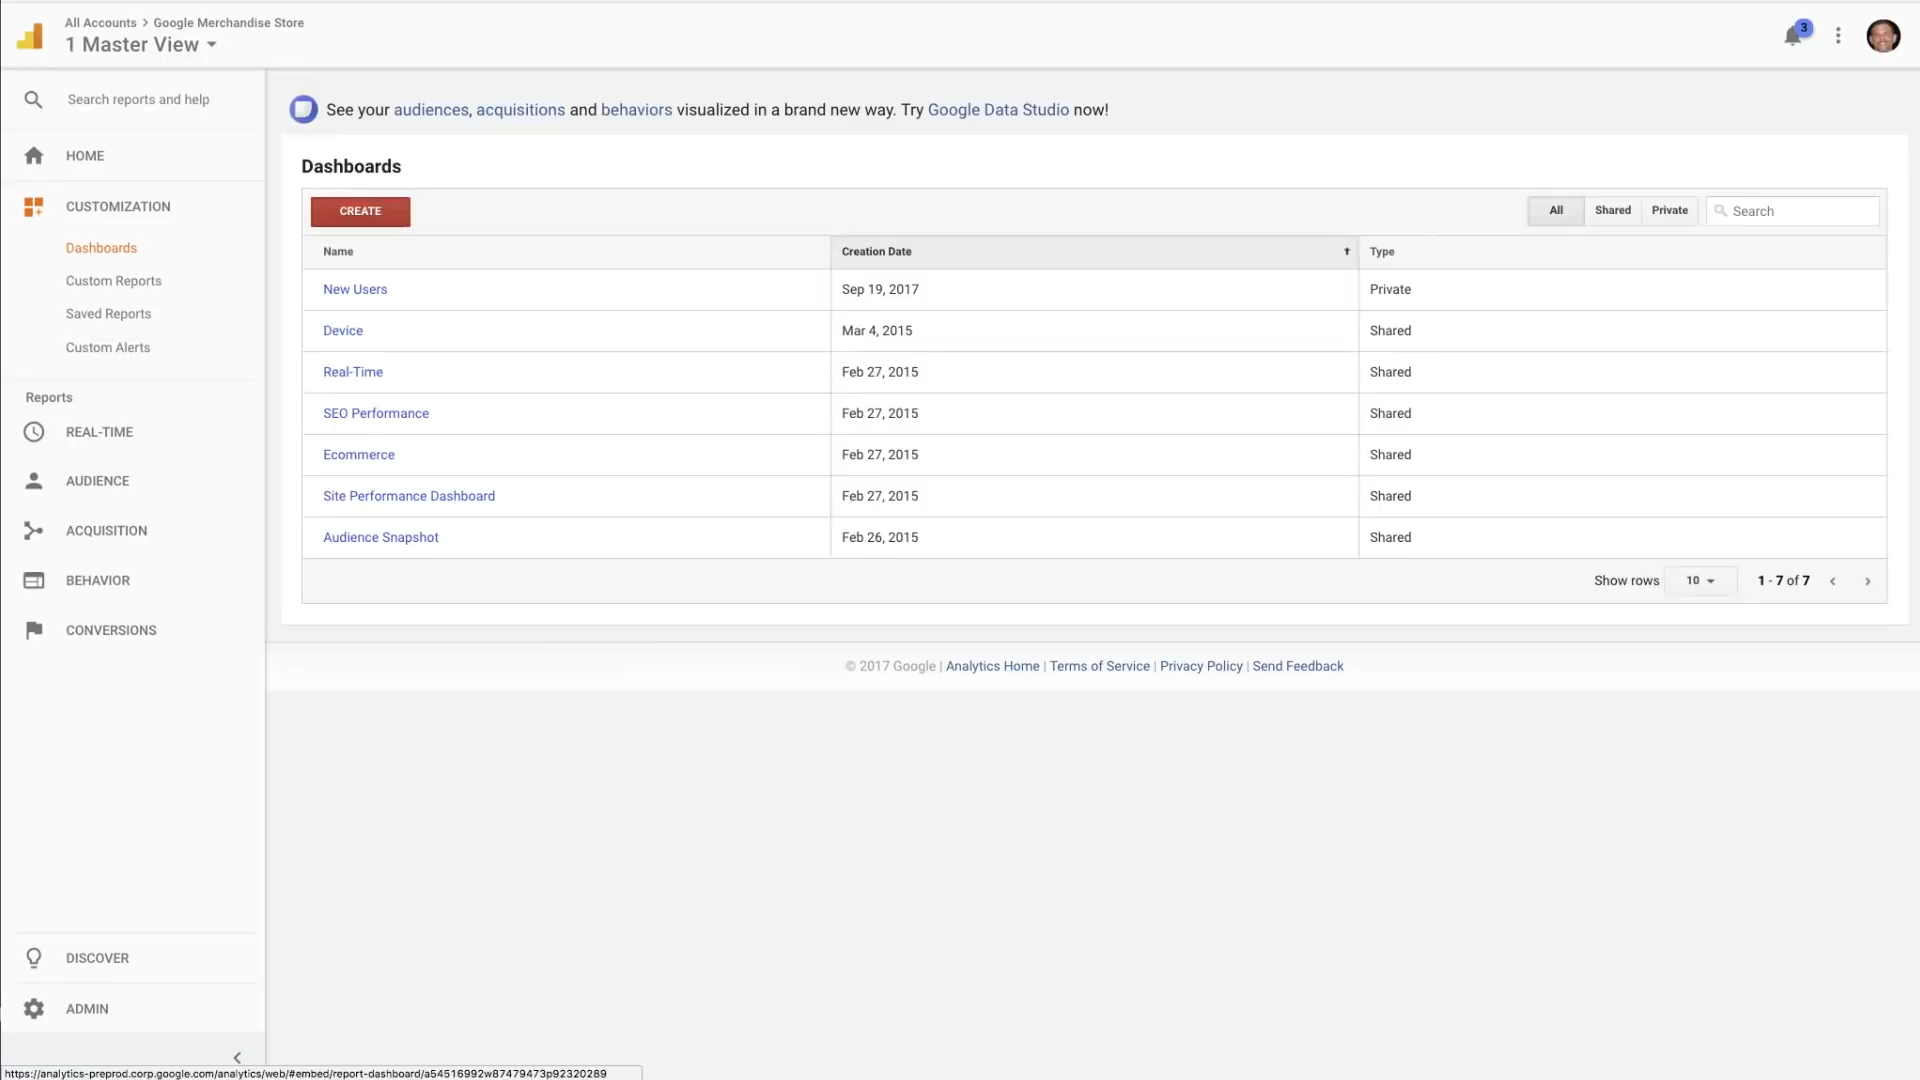 All Accounts > Google Merchandise Store
1 Master View
3
Search reports and help
HOME
CUSTOMIZATION
Dashboards
Custom Reports
Saved Reports
Custom Alerts
Reports
REAL-TIME
AUDIENCE
ACQUISITION
BEHAVIOR
CONVERSIONS
DISCOVER
ADMIN
See your audiences, acquisitions and behaviors visualized in a brand new way. Try Google Data Studio now!
Dashboards
CREATE All Shared Private Search
Name Creation Date Type
New Users Sep 19, 2017 Private
Device Mar 4, 2015 Shared
Real-Time Feb 27, 2015 Shared
SEO Performance Feb 27, 2015 Shared
Ecommerce Feb 27, 2015 Shared
Site Performance Dashboard Feb 27, 2015 Shared
Audience Snapshot Feb 26, 2015 Shared
Show rows 10 1 - 7 of 7
© 2017 Google | Analytics Home | Terms of Service | Privacy Policy | Send Feedback
https://analytics-preprod.corp.google.com/analytics/web/#embed/report-dashboard/a54516992w87479473p92320289